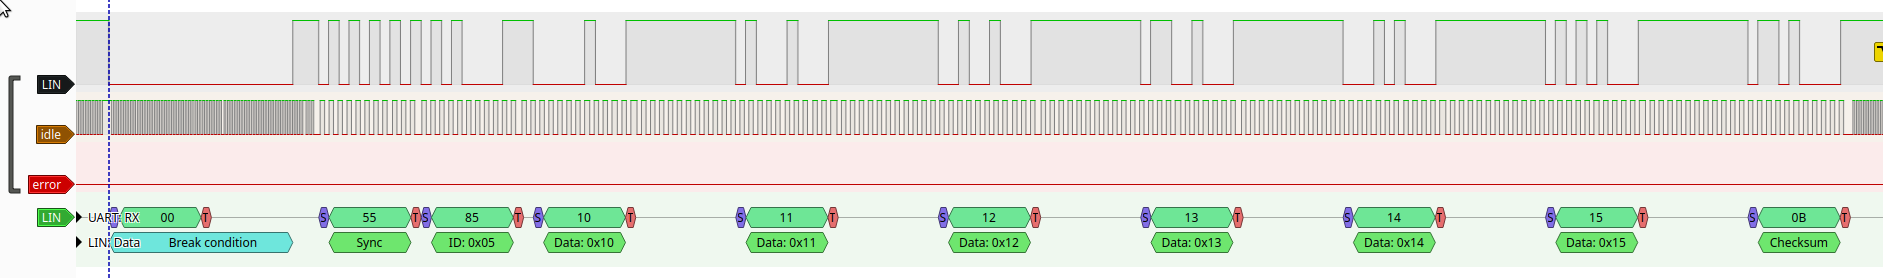 LIN
idle
error
LIN UART: RX S 00 T S 55 T S 85 T S 10 T S 11 T S 12 T S 13 T S 14 T S 15 T S 0B T
LIN: Data Break condition Sync ID: 0x05 Data: 0x10 Data: 0x11 Data: 0x12 Data: 0x13 Data: 0x14 Data: 0x15 Checksum